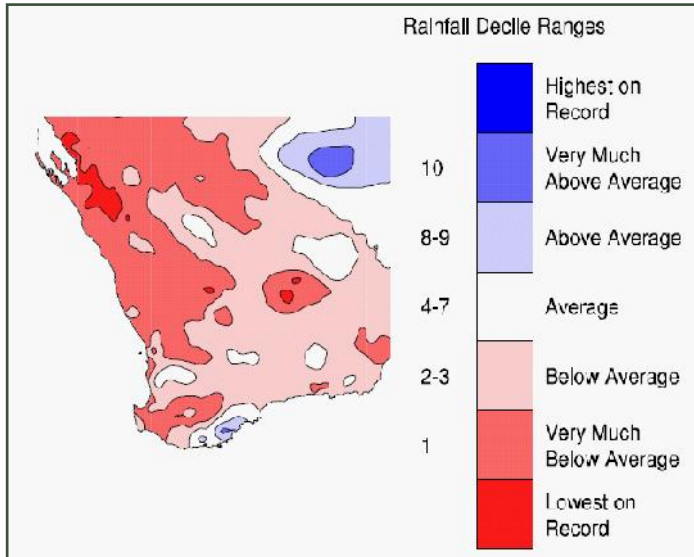 Rainfall Decile Ranges
Highest on
Record
10
Very Much
Above Average
8-9
Above Average
4-7
Average
2-3
Below Average
1
Very Much
Below Average
Lowest on
Record